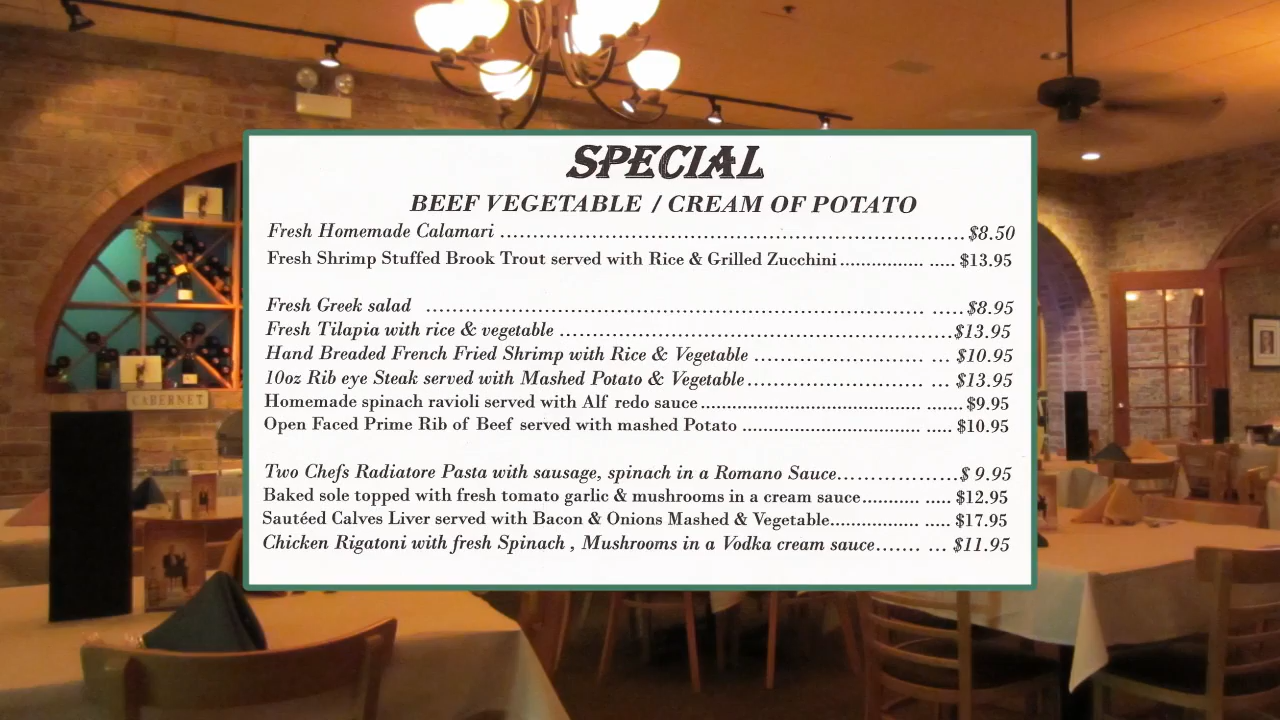 SPECIAL
BEEF VEGETABLE / CREAM OF POTATO
Fresh Homemade Calamari ........................................................................ $8.50
Fresh Shrimp Stuffed Brook Trout served with Rice & Grilled Zucchini ................ ..... $13.95
Fresh Greek salad ........................................................................ ..... $8.95
Fresh Tilapia with rice & vegetable ............................................................ $13.95
Hand Breaded French Fried Shrimp with Rice & Vegetable .......................... ... $10.95
10oz Rib eye Steak served with Mashed Potato & Vegetable .......................... ... $13.95
Homemade spinach ravioli served with Alf redo sauce ........................................... ....... $9.95
Open Faced Prime Rib of Beef served with mashed Potato ................................... ..... $10.95
Two Chefs Radiatore Pasta with sausage, spinach in a Romano Sauce................... $ 9.95
Baked sole topped with fresh tomato garlic & mushrooms in a cream sauce........... ..... $12.95
Sautéed Calves Liver served with Bacon & Onions Mashed & Vegetable................. ..... $17.95
Chicken Rigatoni with fresh Spinach , Mushrooms in a Vodka cream sauce....... ... $11.95
CABERNET